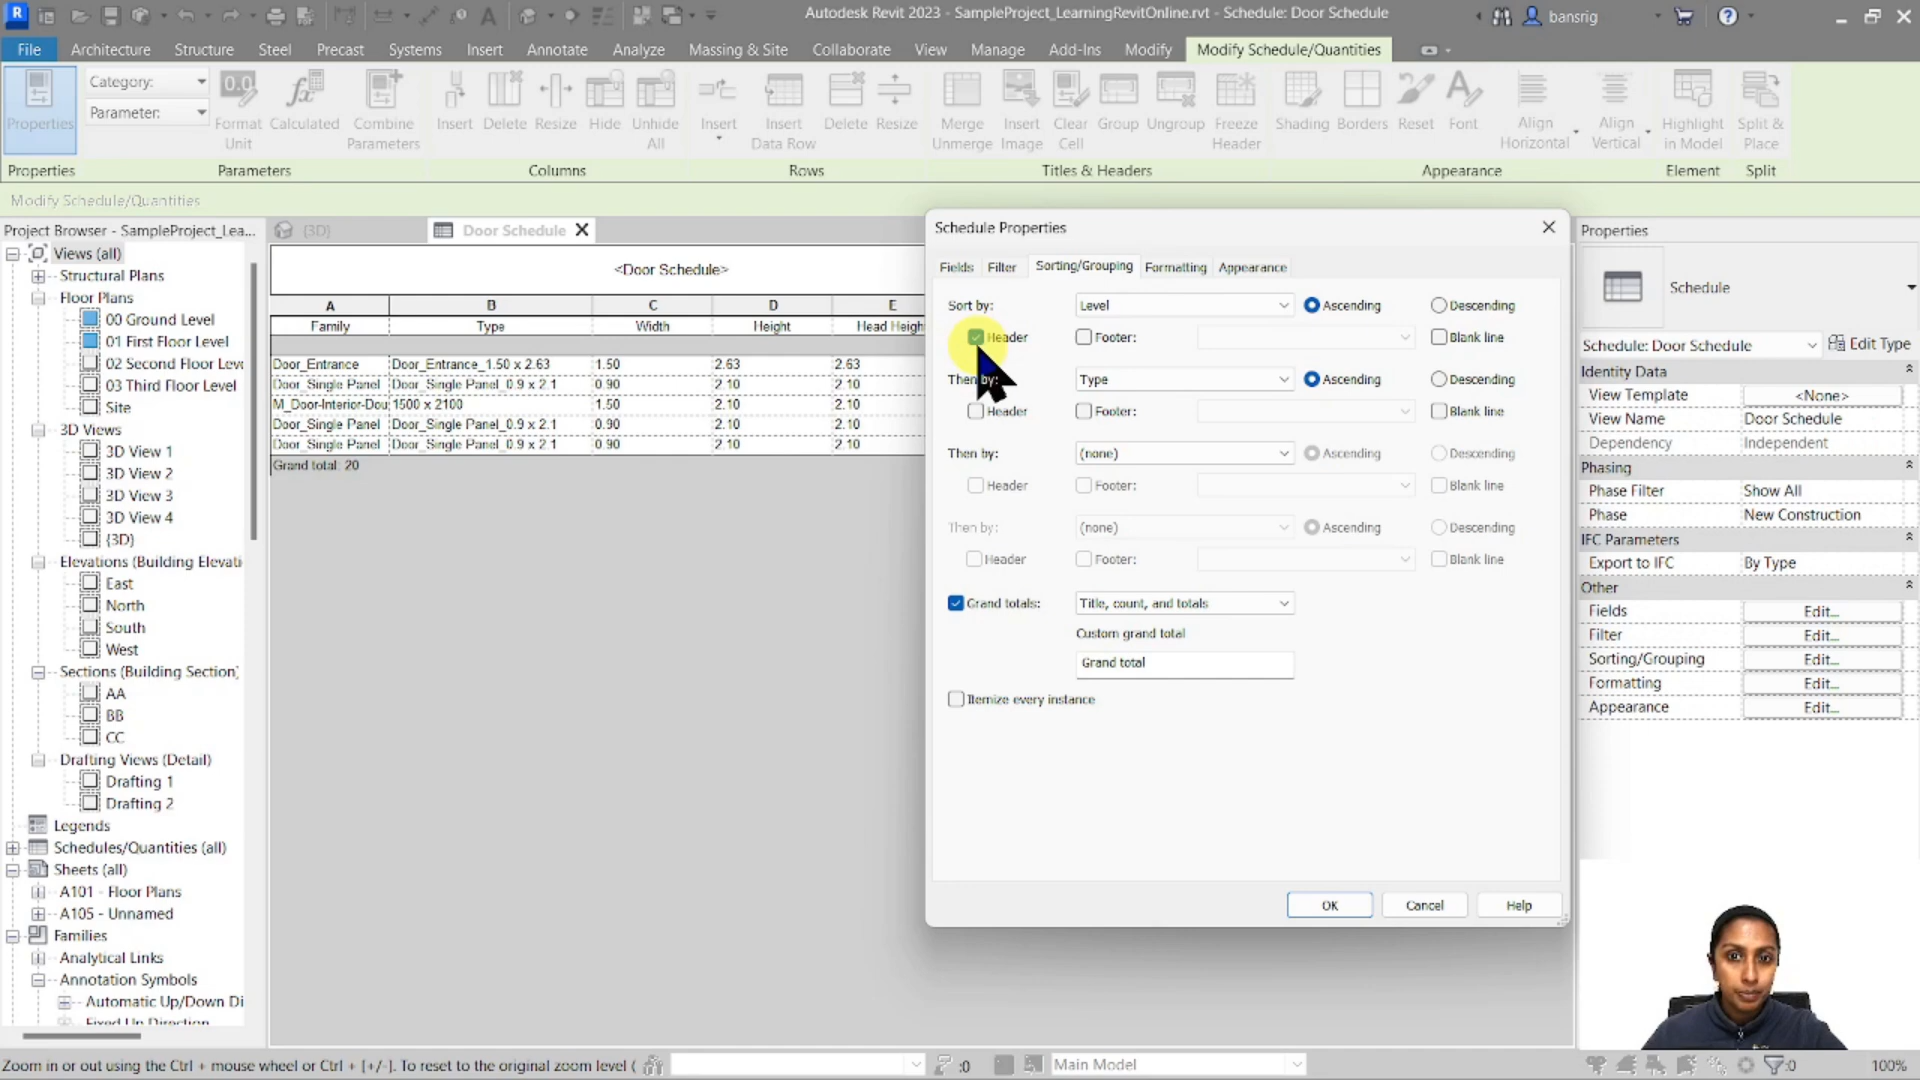 Autodesk Revit 2023 - SampleProject_LearningRevitOnline.rvt - Schedule: Door Schedule
bansrig
File Architecture Structure Steel Precast Systems Insert Annotate Analyze Massing & Site Collaborate View Manage Add-Ins Modify Modify Schedule/Quantities
Properties
Category:
Parameter:
Format Unit
Calculated
Combine Parameters
Insert Delete Resize Hide Unhide All
Insert
Insert Data Row
Delete Resize
Merge Unmerge
Insert Image
Clear Cell
Group Ungroup
Freeze Header
Shading Borders Reset Font
Align Horizontal
Align Vertical
Highlight in Model
Split & Place
Properties Parameters Columns Rows Titles & Headers Appearance Element Split
Modify Schedule/Quantities
Project Browser - SampleProject_Lea...
Views (all)
Structural Plans
Floor Plans
00 Ground Level
01 First Floor Level
02 Second Floor Leve
03 Third Floor Level
Site
3D Views
3D View 1
3D View 2
3D View 3
3D View 4
{3D}
Elevations (Building Elevati
East
North
South
West
Sections (Building Section)
AA
BB
CC
Drafting Views (Detail)
Drafting 1
Drafting 2
Legends
Schedules/Quantities (all)
Sheets (all)
A101 - Floor Plans
A105 - Unnamed
Families
Analytical Links
Annotation Symbols
Automatic Up/Down Di
Fixed Up Direction
{3D}
Door Schedule
<Door Schedule>
A B C D E
Family Type Width Height Head Height
Door_Entrance Door_Entrance_1.50 x 2.63 1.50 2.63 2.63
Door_Single Panel Door_Single Panel_0.9 x 2.1 0.90 2.10 2.10
M_Door-Interior-Dou 1500 x 2100 1.50 2.10 2.10
Door_Single Panel Door_Single Panel_0.9 x 2.1 0.90 2.10 2.10
Door_Single Panel Door_Single Panel_0.9 x 2.1 0.90 2.10 2.10
Grand total: 20
Schedule Properties
Fields Filter Sorting/Grouping Formatting Appearance
Sort by: Level Ascending Descending
Header Footer: Blank line
Then by: Type Ascending Descending
Header Footer: Blank line
Then by: (none) Ascending Descending
Header Footer: Blank line
Then by: (none) Ascending Descending
Header Footer: Blank line
Grand totals: Title, count, and totals
Custom grand total
Grand total
Itemize every instance
OK Cancel Help
Properties
Schedule
Schedule: Door Schedule Edit Type
Identity Data
View Template <None>
View Name Door Schedule
Dependency Independent
Phasing
Phase Filter Show All
Phase New Construction
IFC Parameters
Export to IFC By Type
Other
Fields Edit...
Filter Edit...
Sorting/Grouping Edit...
Formatting Edit...
Appearance Edit...
Zoom in or out using the Ctrl + mouse wheel or Ctrl + [+/-]. To reset to the original zoom level (
:0
Main Model
:0
100%